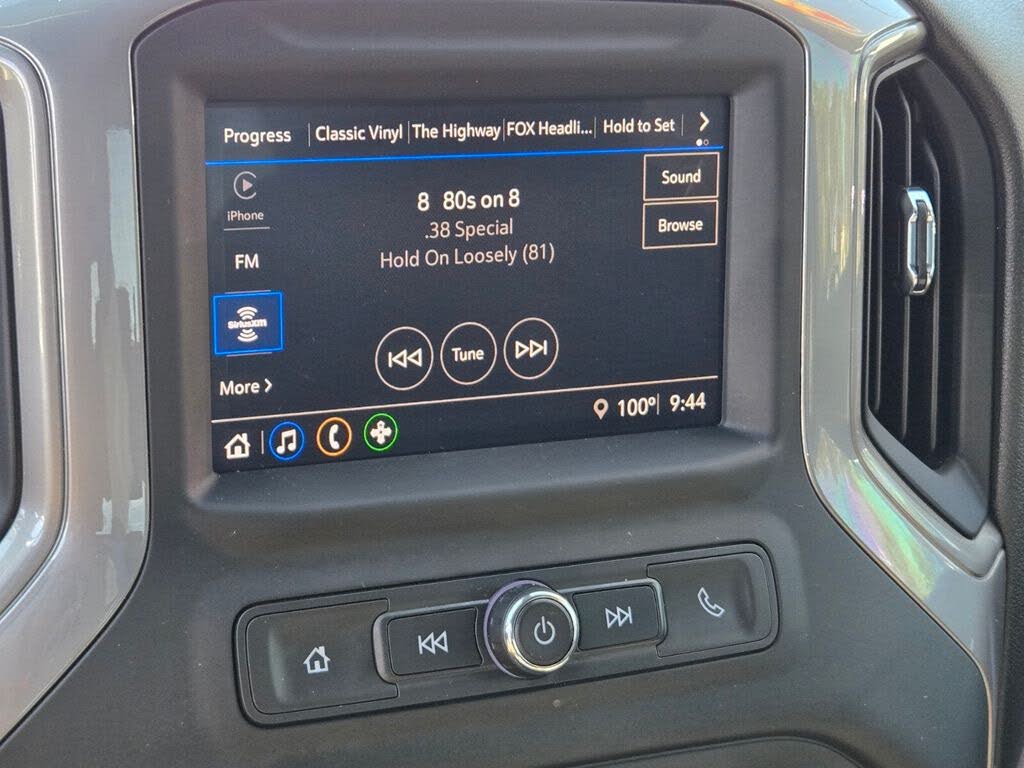 Progress Classic Vinyl The Highway FOX Headli... Hold to Set
iPhone
FM
SiriusXM
More
8 80s on 8
.38 Special
Hold On Loosely (81)
Sound
Browse
Tune
100° 9:44